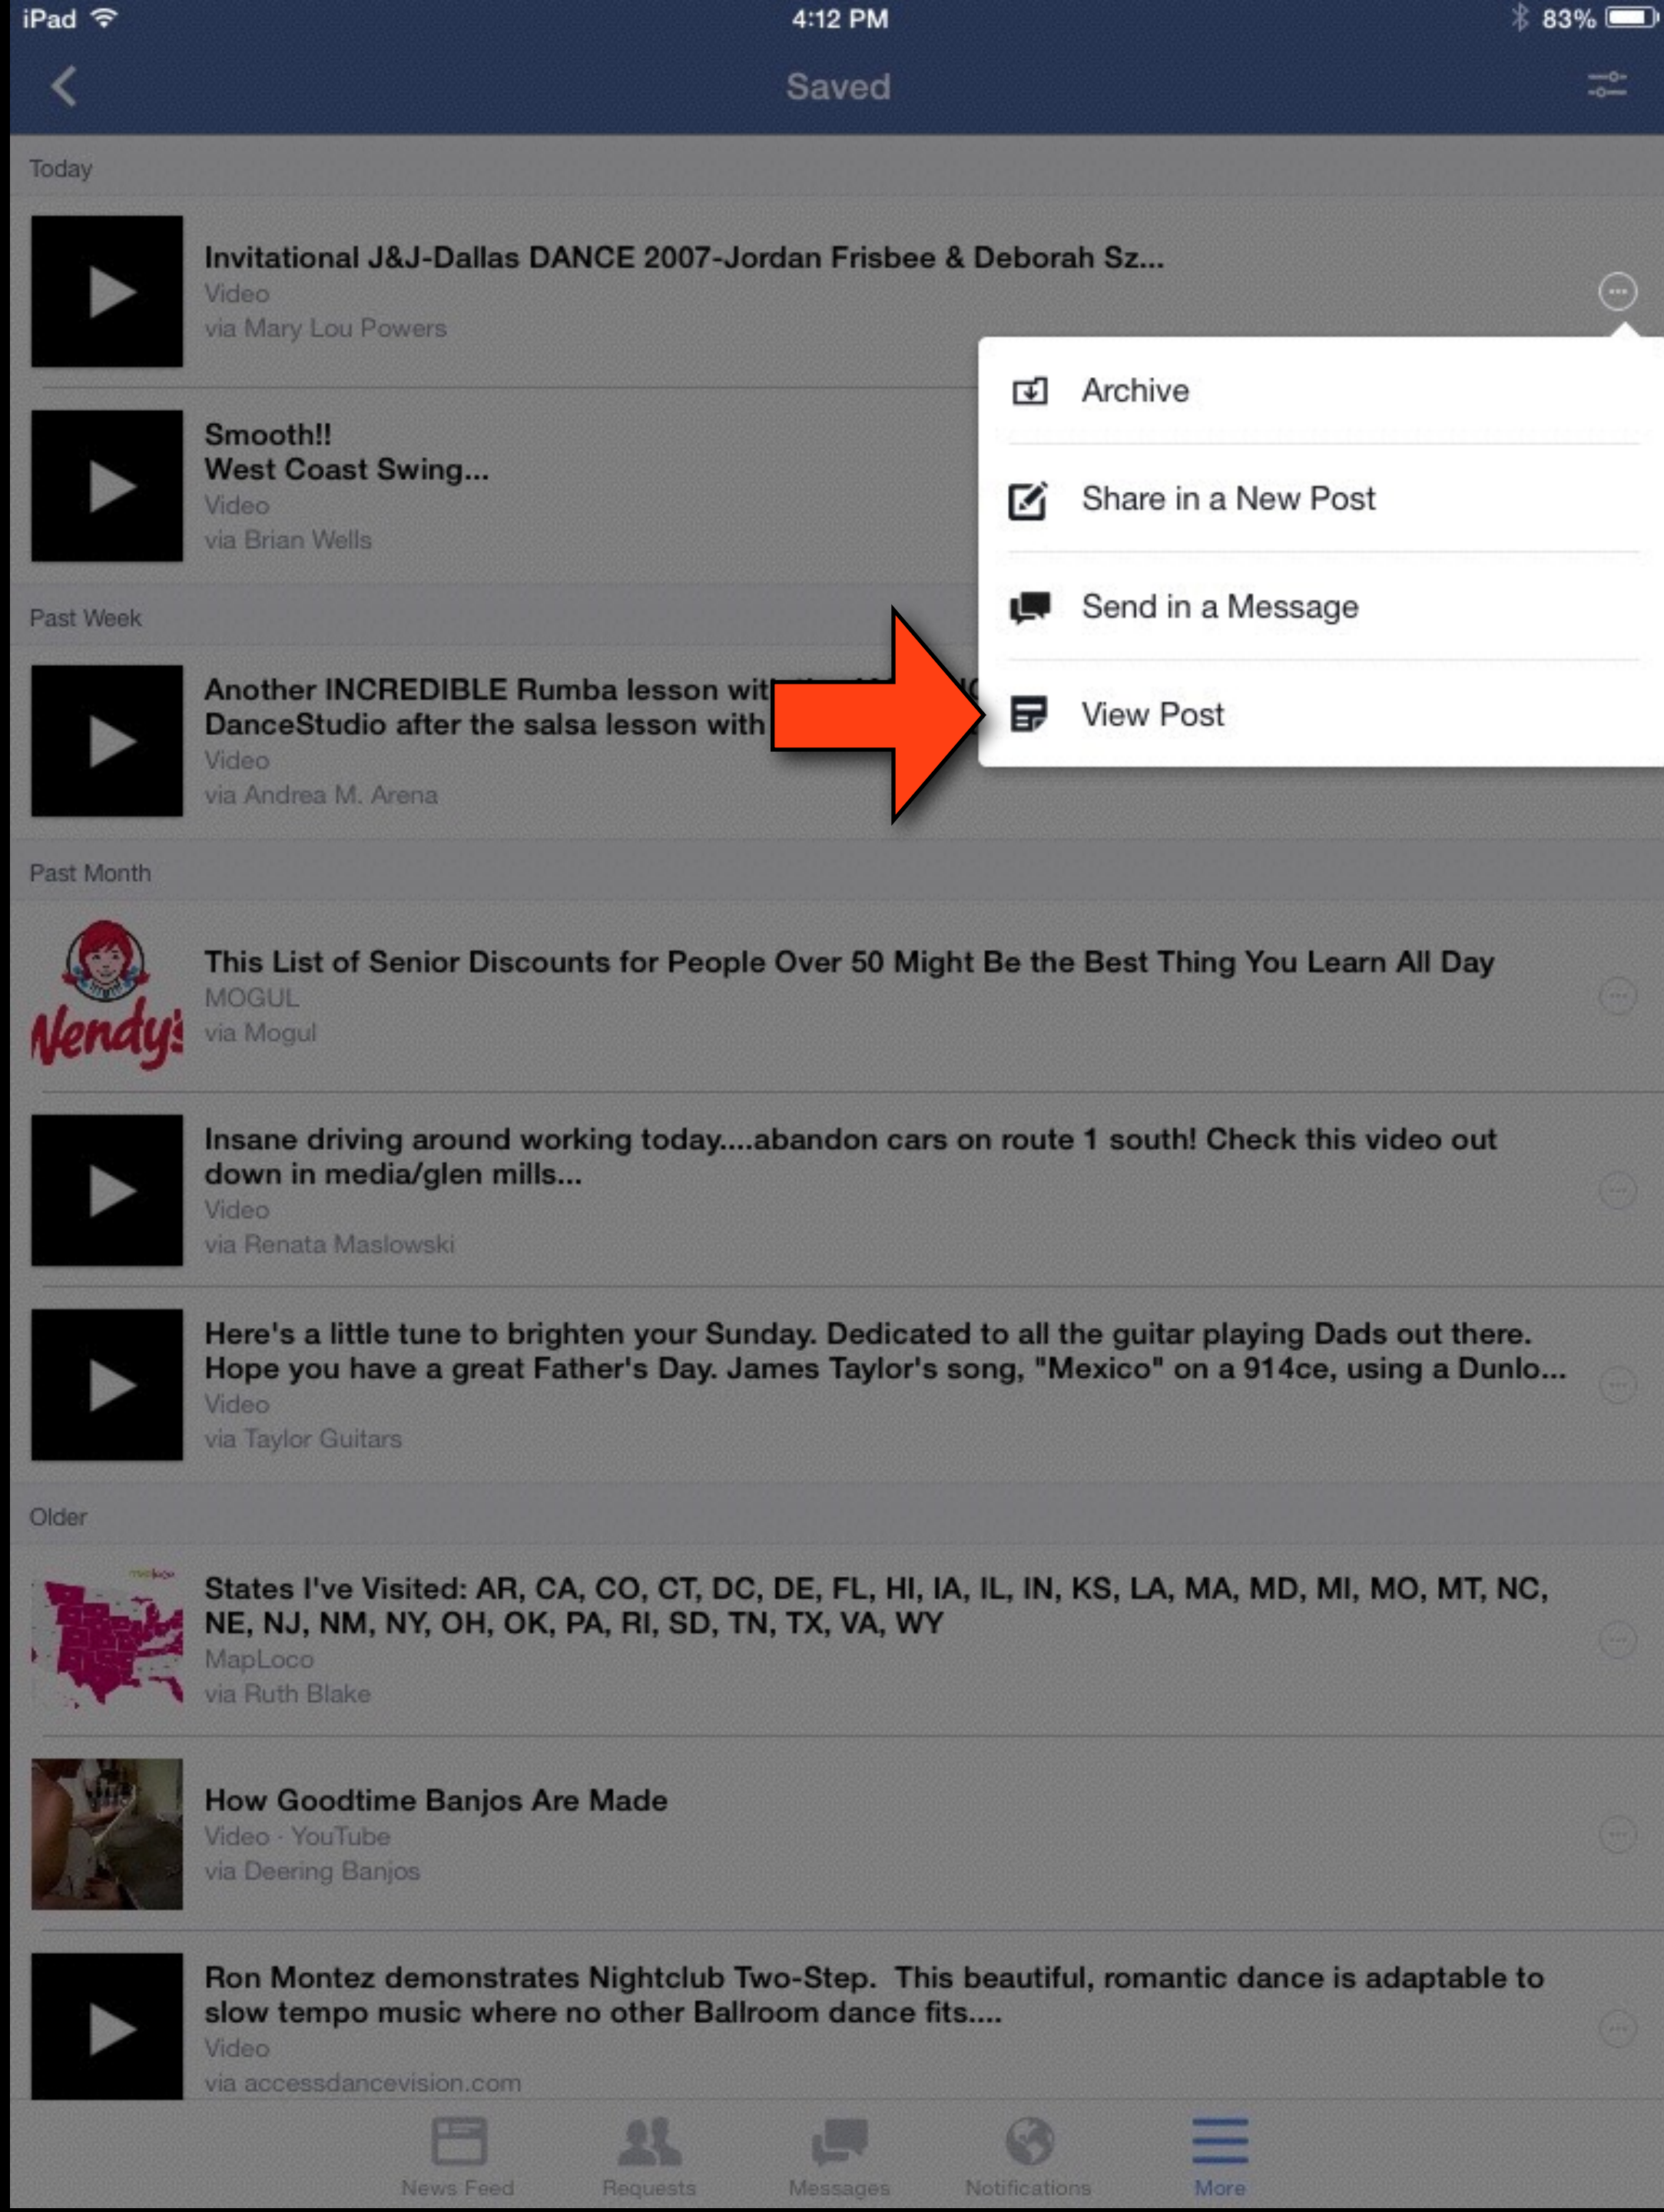 iPad
4:12 PM
83%
Saved
Today
Invitational J&J-Dallas DANCE 2007-Jordan Frisbee & Deborah Sz...
Video
via Mary Lou Powers
Archive
Share in a New Post
Send in a Message
View Post
Smooth!!
West Coast Swing...
Video
via Brian Wells
Past Week
Another INCREDIBLE Rumba lesson
DanceStudio after the salsa lesson with
Video
via Andrea M. Arena
Past Month
Wendy's
This List of Senior Discounts for People Over 50 Might Be the Best Thing You Learn All Day
MOGUL
via Mogul
Insane driving around working today....abandon cars on route 1 south! Check this video out
down in media/glen mills...
Video
via Renata Maslowski
Here's a little tune to brighten your Sunday. Dedicated to all the guitar playing Dads out there.
Hope you have a great Father's Day. James Taylor's song, "Mexico" on a 914ce, using a Dunlo...
Video
via Taylor Guitars
Older
States I've Visited: AR, CA, CO, CT, DC, DE, FL, HI, IA, IL, IN, KS, LA, MA, MD, MI, MO, MT, NC,
NE, NJ, NM, NY, OH, OK, PA, RI, SD, TN, TX, VA, WY
MapLoco
via Ruth Blake
How Goodtime Banjos Are Made
Video · YouTube
via Deering Banjos
Ron Montez demonstrates Nightclub Two-Step.  This beautiful, romantic dance is adaptable to
slow tempo music where no other Ballroom dance fits....
Video
via accessdancevision.com
News Feed
Requests
Messages
Notifications
More